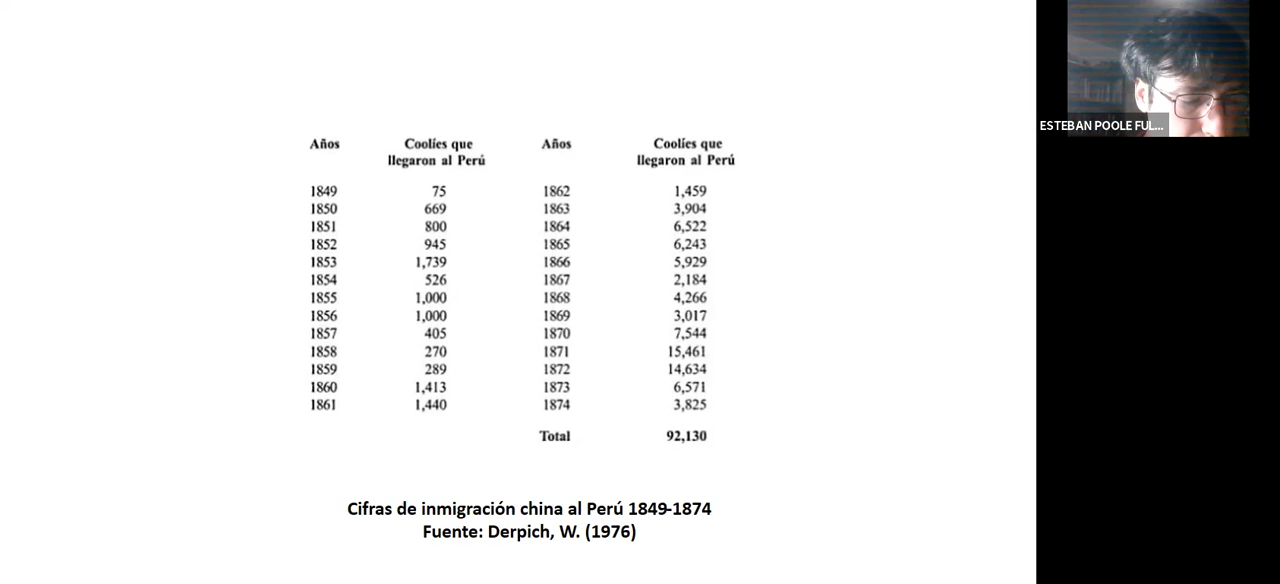 Años Coolíes que llegaron al Perú Años Coolíes que llegaron al Perú
1849 75 1862 1,459
1850 669 1863 3,904
1851 800 1864 6,522
1852 945 1865 6,243
1853 1,739 1866 5,929
1854 526 1867 2,184
1855 1,000 1868 4,266
1856 1,000 1869 3,017
1857 405 1870 7,544
1858 270 1871 15,461
1859 289 1872 14,634
1860 1,413 1873 6,571
1861 1,440 1874 3,825
Total 92,130
Cifras de inmigración china al Perú 1849-1874
Fuente: Derpich, W. (1976)
ESTEBAN POOLE FUL...